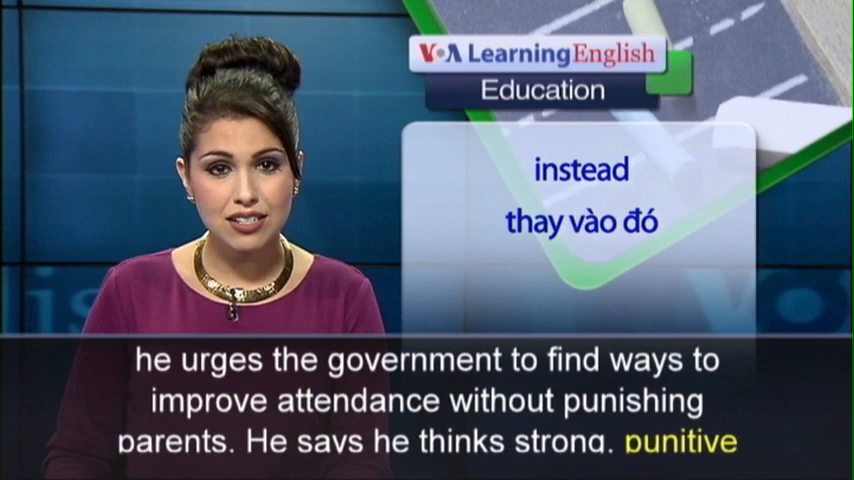 VOA Learning English
Education
instead
thay vào đó
he urges the government to find ways to
improve attendance without punishing
parents. He says he thinks strong, punitive